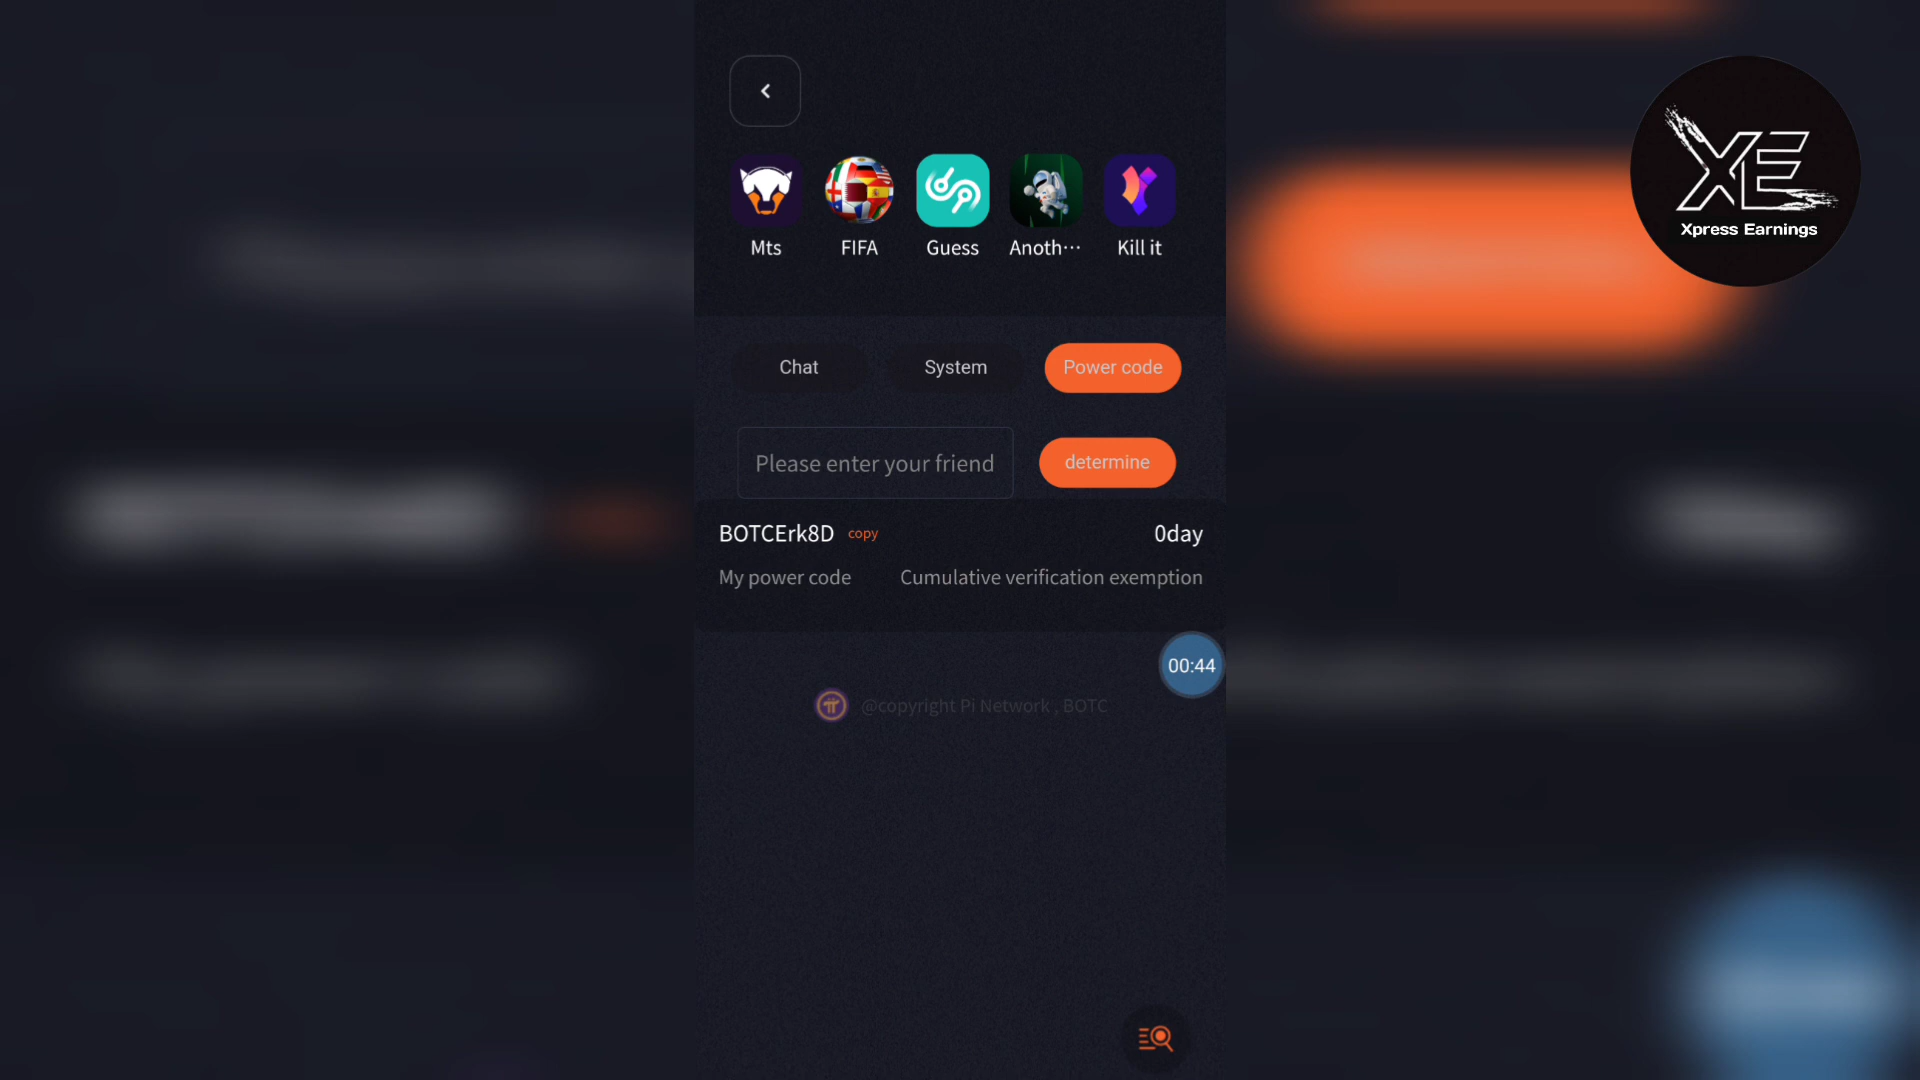 XE
Xpress Earnings
Mts FIFA Guess Anoth··· Kill it
Chat System Power code
Please enter your friend determine
BOTCErk8D copy 0day
My power code Cumulative verification exemption
00:44
@copyright Pi Network , BOTC